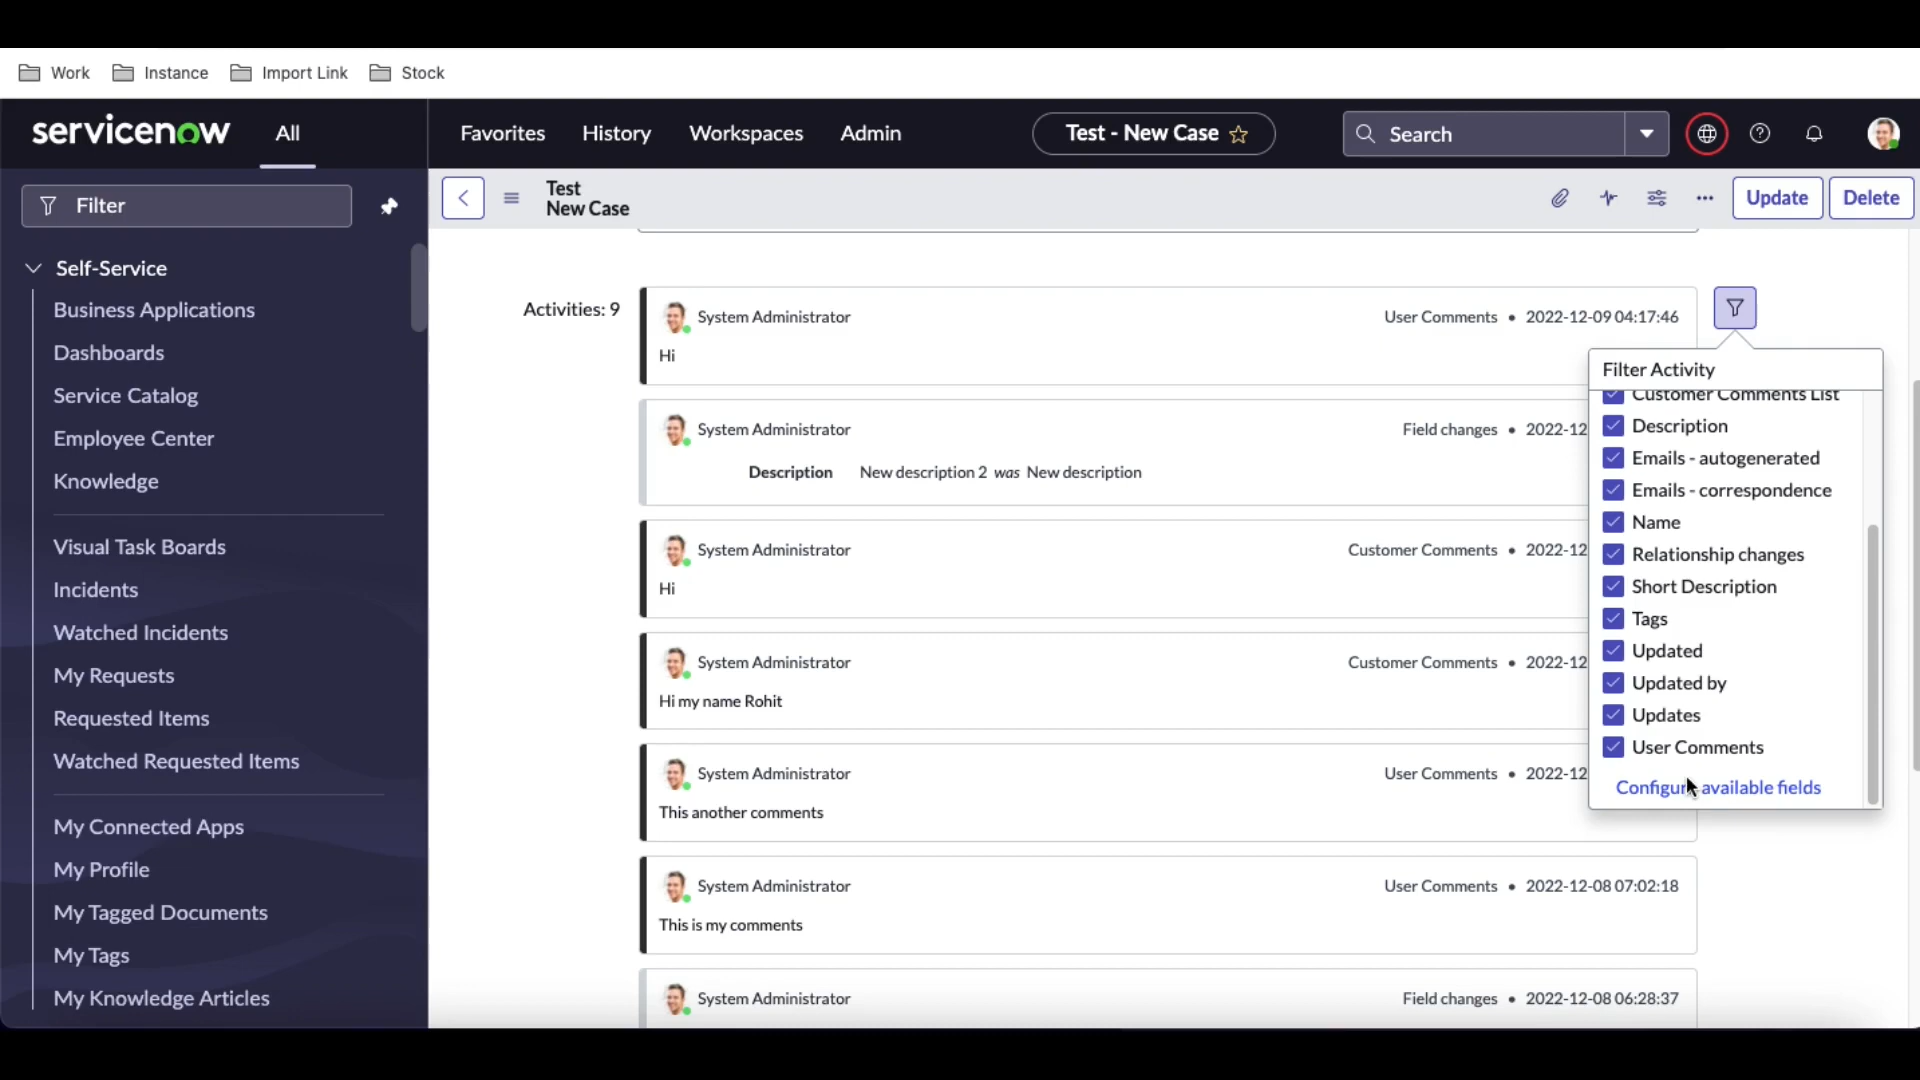 Work Instance Import Link Stock
servicenow All Favorites History Workspaces Admin Test - New Case Search
Filter
Test
New Case
Update Delete
Self-Service
Business Applications
Dashboards
Service Catalog
Employee Center
Knowledge
Visual Task Boards
Incidents
Watched Incidents
My Requests
Requested Items
Watched Requested Items
My Connected Apps
My Profile
My Tagged Documents
My Tags
My Knowledge Articles
Activities: 9
System Administrator User Comments • 2022-12-09 04:17:46
Hi
System Administrator Field changes • 2022-12
Description New description 2 was New description
System Administrator Customer Comments • 2022-12
Hi
System Administrator Customer Comments • 2022-12
Hi my name Rohit
System Administrator User Comments • 2022-12
This another comments
System Administrator User Comments • 2022-12-08 07:02:18
This is my comments
System Administrator Field changes • 2022-12-08 06:28:37
Filter Activity
Customer Comments List
Description
Emails - autogenerated
Emails - correspondence
Name
Relationship changes
Short Description
Tags
Updated
Updated by
Updates
User Comments
Configure available fields